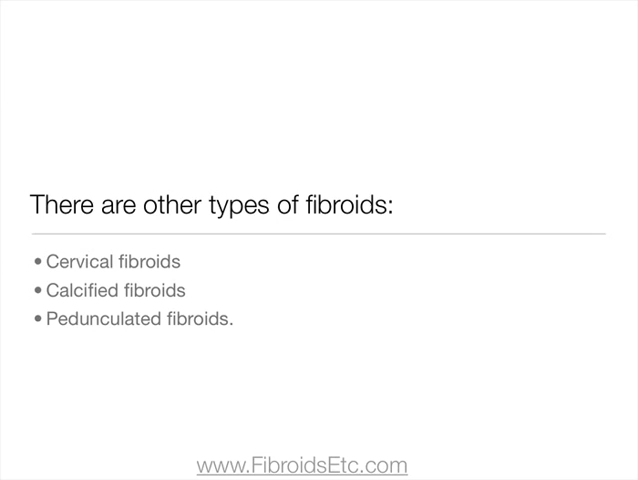 There are other types of fibroids:
• Cervical fibroids
• Calcified fibroids
• Pedunculated fibroids.
www.FibroidsEtc.com